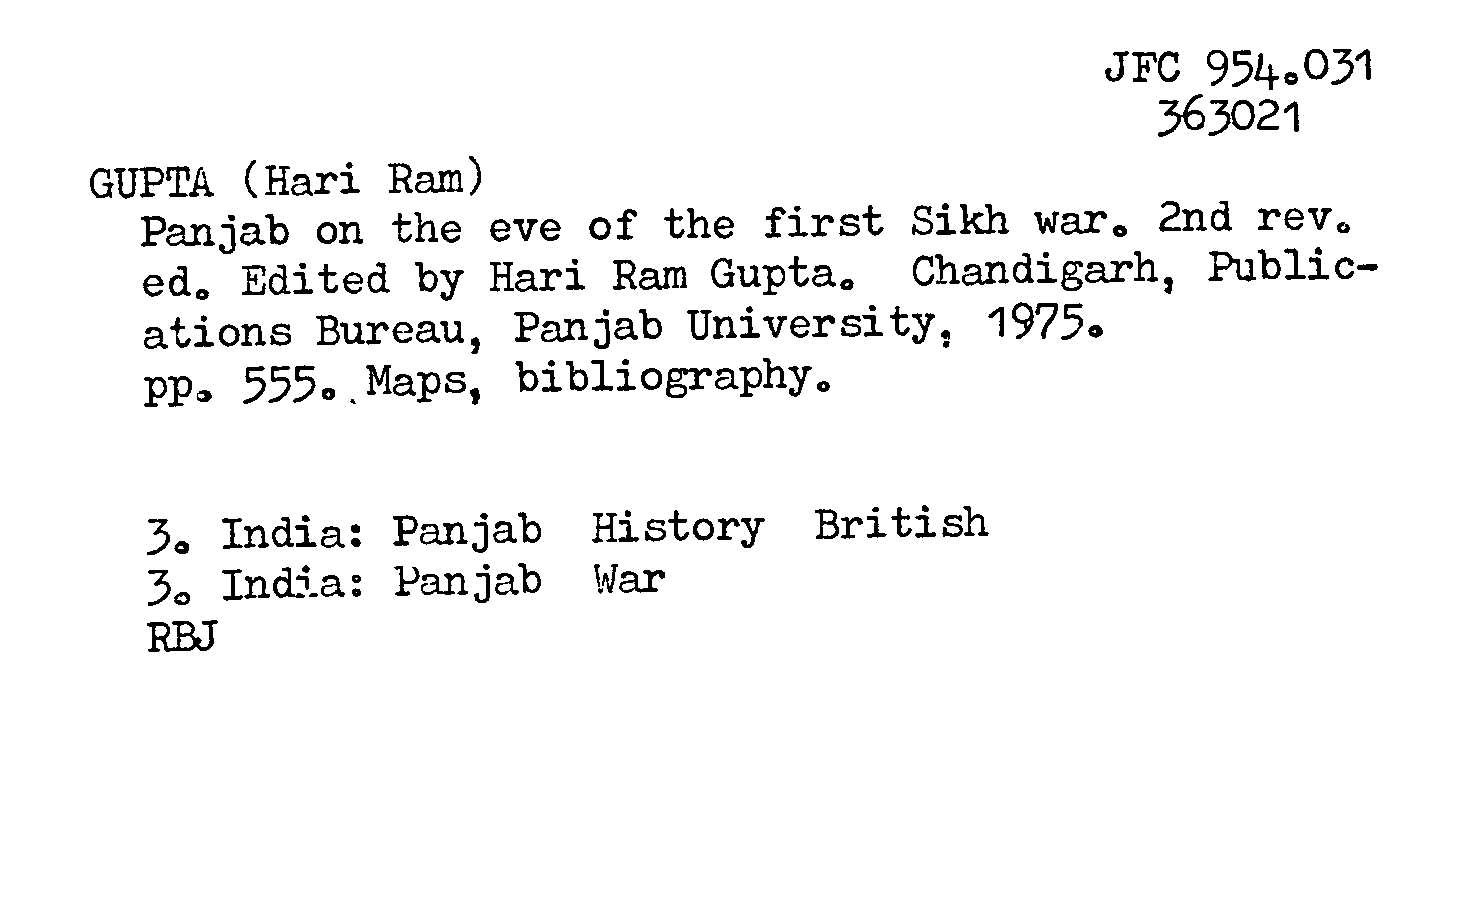 JFC 954.031
363021
GUPTA (Hari Ram)
Panjab on the eve of the first Sikh war. 2nd rev.
ed. Edited by Hari Ram Gupta. Chandigarh, Public-
ations Bureau, Panjab University, 1975.
pp. 555. Maps, bibliography.
3. India: Panjab History British
3. India: Panjab War
RBJ